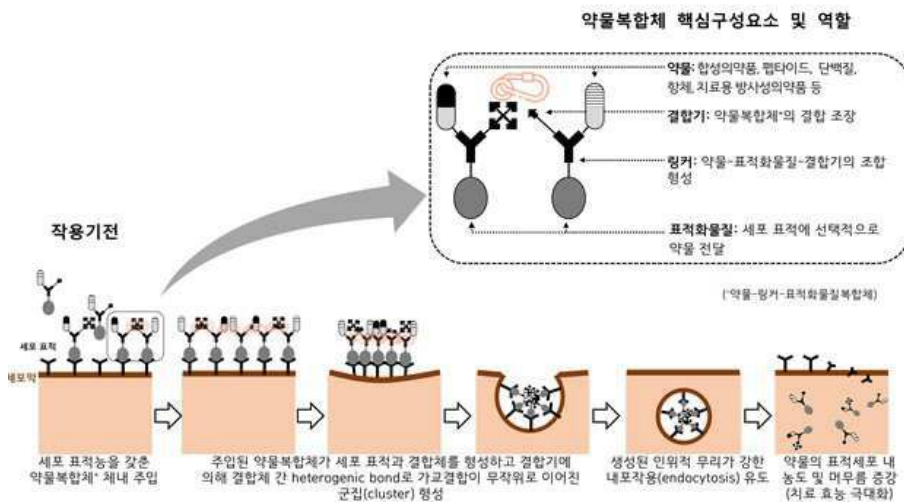 약물복합체 핵심구성요소 및 역할
약물: 합성의약품, 펩타이드, 단백질,
항체, 치료용 방사성의약품 등
결합기: 약물복합체*의 결합 조장
링커: 약물-표적화물질-결합기의 조합
형성
표적화물질: 세포 표적에 선택적으로
약물 전달
(*약물-링커-표적화물질복합체)
작용기전
세포 표적
세포막
세포 표적능을 갖춘
약물복합체* 체내 주입
주입된 약물복합체가 세포 표적과 결합체를 형성하고 결합기에
의해 결합체 간 heterogenic bond로 가교결합이 무작위로 이어진
군집(cluster) 형성
생성된 인위적 무리가 강한
내포작용(endocytosis) 유도
약물의 표적세포 내
농도 및 머무름 증강
(치료 효능 극대화)